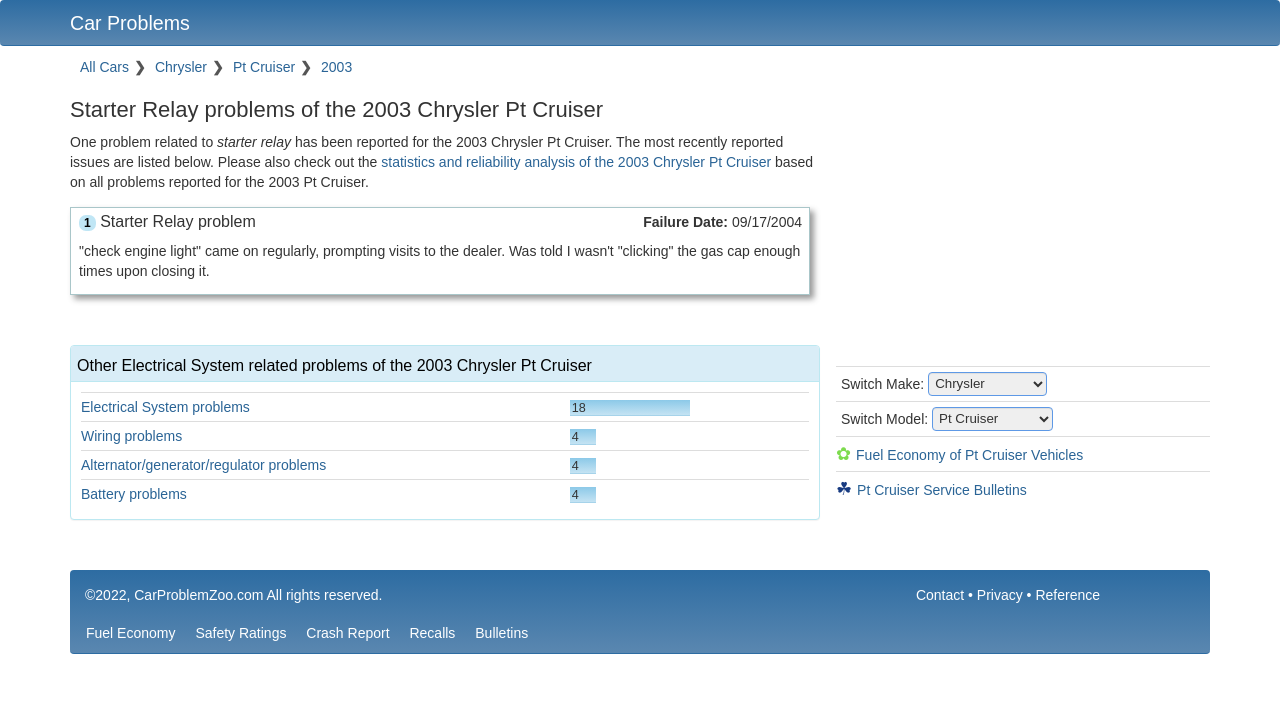 Car Problems
All Cars ❯ Chrysler ❯ Pt Cruiser ❯ 2003
Starter Relay problems of the 2003 Chrysler Pt Cruiser
One problem related to starter relay has been reported for the 2003 Chrysler Pt Cruiser. The most recently reported
issues are listed below. Please also check out the statistics and reliability analysis of the 2003 Chrysler Pt Cruiser based
on all problems reported for the 2003 Pt Cruiser.
1 Starter Relay problem Failure Date: 09/17/2004
"check engine light" came on regularly, prompting visits to the dealer. Was told I wasn't "clicking" the gas cap enough
times upon closing it.
Other Electrical System related problems of the 2003 Chrysler Pt Cruiser
Electrical System problems 18
Wiring problems 4
Alternator/generator/regulator problems 4
Battery problems 4
Switch Make: Chrysler
Switch Model: Pt Cruiser
✿ Fuel Economy of Pt Cruiser Vehicles
☘ Pt Cruiser Service Bulletins
©2022, CarProblemZoo.com All rights reserved.
Contact • Privacy • Reference
Fuel Economy Safety Ratings Crash Report Recalls Bulletins